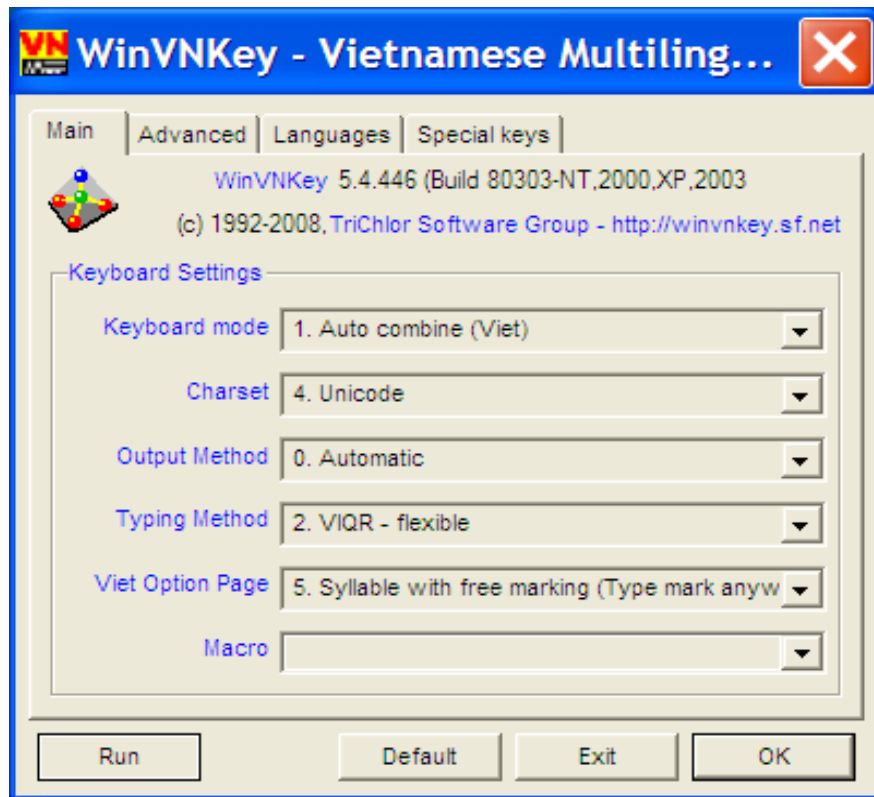 VN WinVNKey - Vietnamese Multiling...
Main Advanced Languages Special keys
WinVNKey 5.4.446 (Build 80303-NT,2000,XP,2003
(c) 1992-2008, TriChlor Software Group - http://winvnkey.sf.net
Keyboard Settings
Keyboard mode 1. Auto combine (Viet)
Charset 4. Unicode
Output Method 0. Automatic
Typing Method 2. VIQR - flexible
Viet Option Page 5. Syllable with free marking (Type mark anyw
Macro
Run Default Exit OK